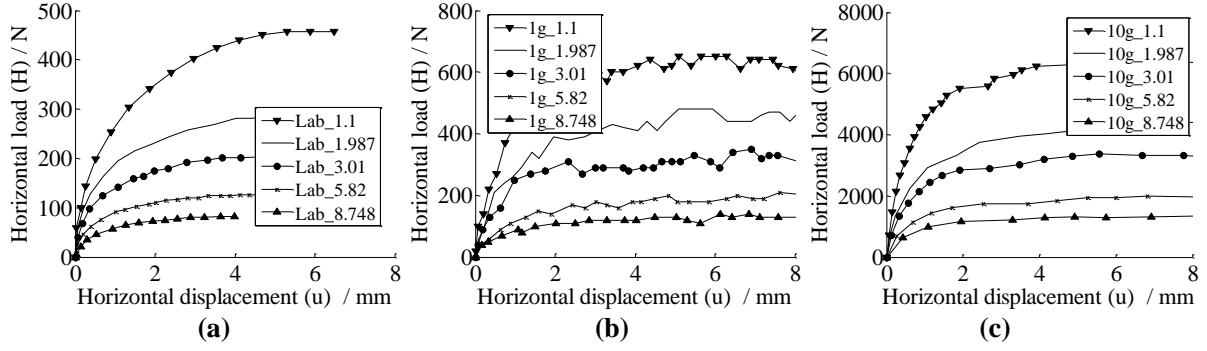 500
400
300
200
100
0
Horizontal load (H) / N
Lab_1.1
Lab_1.987
Lab_3.01
Lab_5.82
Lab_8.748
0 2 4 6 8
Horizontal displacement (u) / mm
(a)
800
600
400
200
0
Horizontal load (H) / N
1g_1.1
1g_1.987
1g_3.01
1g_5.82
1g_8.748
0 2 4 6 8
Horizontal displacement (u) / mm
(b)
8000
6000
4000
2000
0
Horizontal load (H) / N
10g_1.1
10g_1.987
10g_3.01
10g_5.82
10g_8.748
0 2 4 6 8
Horizontal displacement (u) / mm
(c)